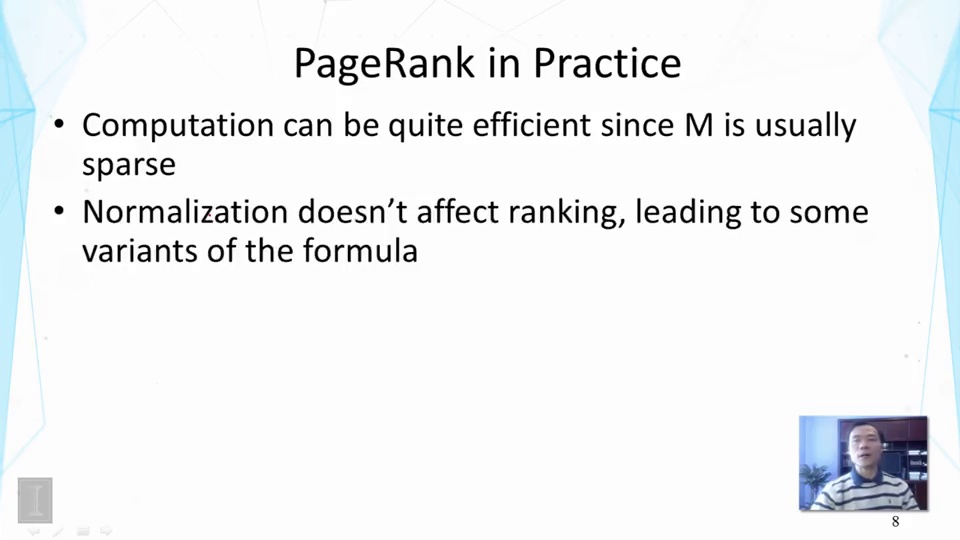 PageRank in Practice
• Computation can be quite efficient since M is usually
sparse
• Normalization doesn't affect ranking, leading to some
variants of the formula
I
8